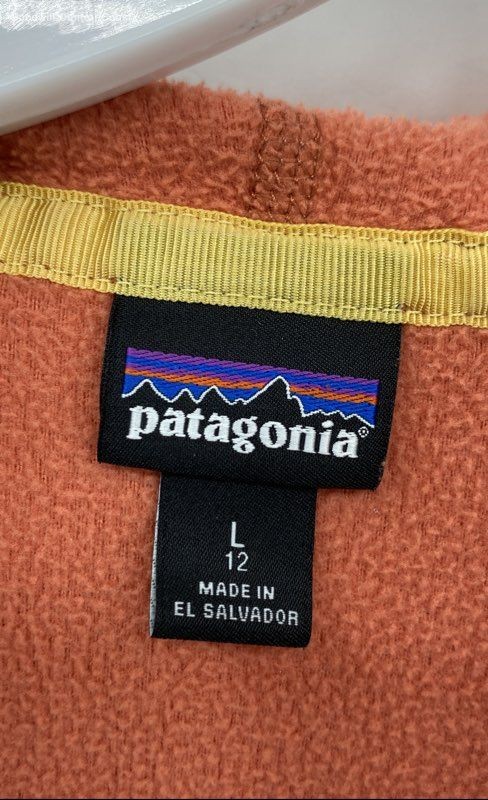 patagonia®
L
12
MADE IN
EL SALVADOR